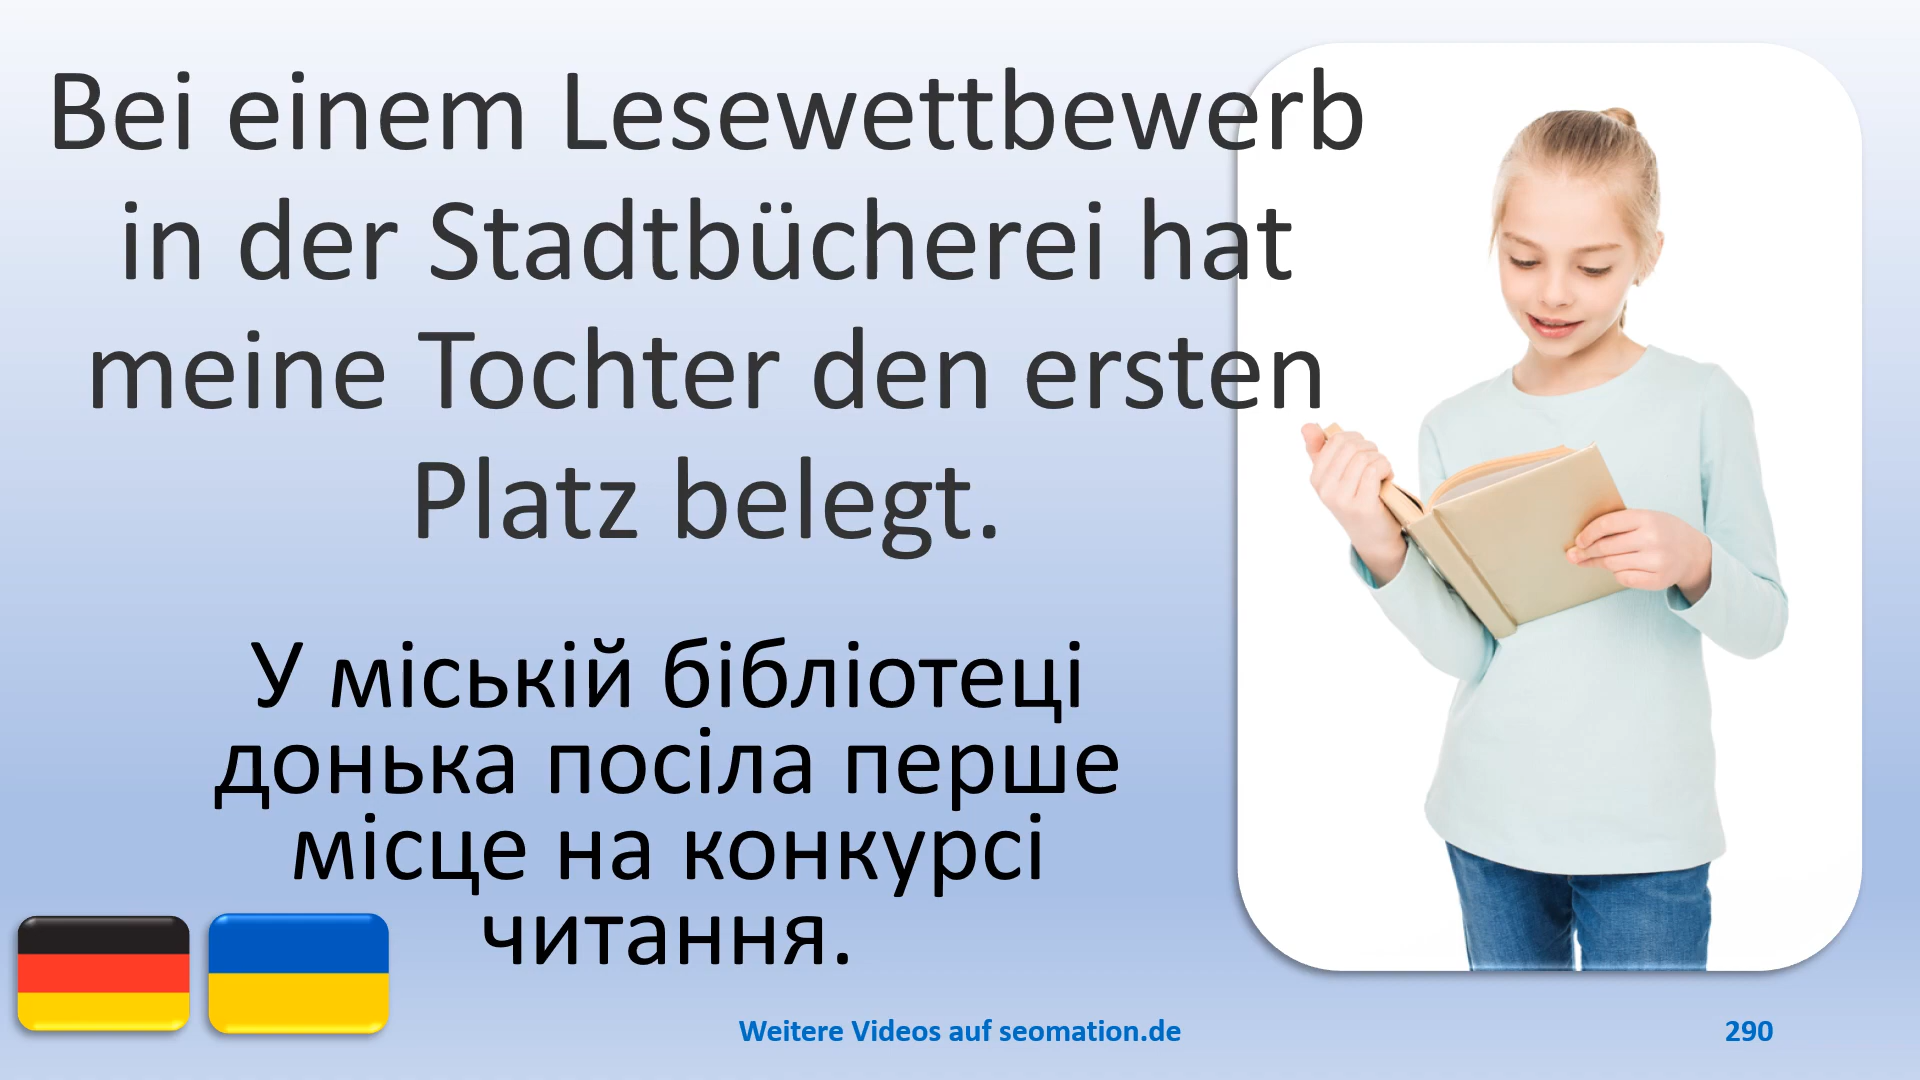 Bei einem Lesewettbewerb
in der Stadtbücherei hat
meine Tochter den ersten
Platz belegt.
У міській бібліотеці
донька посіла перше
місце на конкурсі
читання.
Weitere Videos auf seomation.de
290